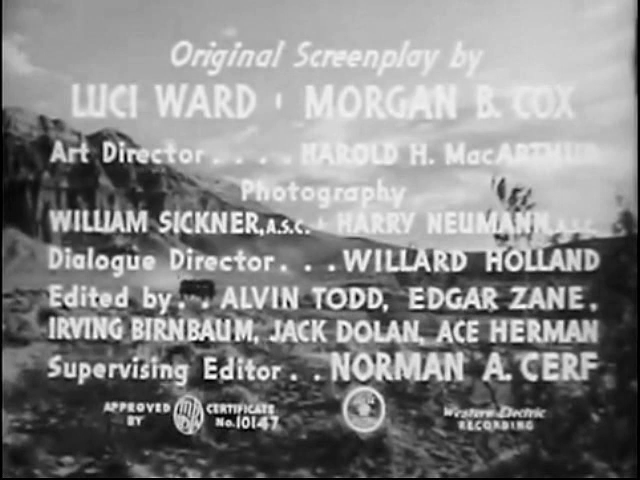 Original Screenplay by
LUCI WARD · MORGAN B. COX
Art Director . . . . HAROLD H. MacARTHUR
Photography
WILLIAM SICKNER, A.S.C. · HARRY NEUMANN, A.S.C.
Dialogue Director . . . WILLARD HOLLAND
Edited by . . ALVIN TODD, EDGAR ZANE,
IRVING BIRNBAUM, JACK DOLAN, ACE HERMAN
Supervising Editor . . NORMAN A. CERF
APPROVED CERTIFICATE
BY No. 10147
Western Electric
RECORDING